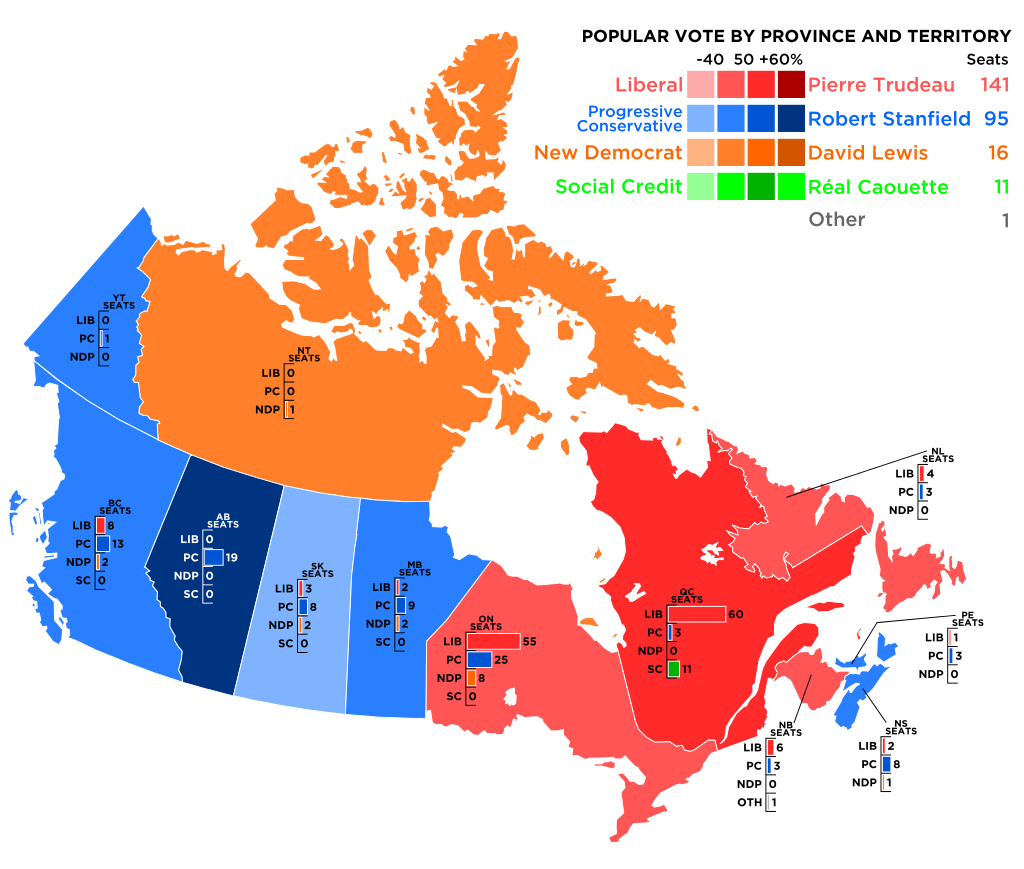 POPULAR VOTE BY PROVINCE AND TERRITORY
-40 50 +60% Seats
Liberal Pierre Trudeau 141
Progressive
Conservative Robert Stanfield 95
New Democrat David Lewis 16
Social Credit Réal Caouette 11
Other 1
YT
SEATS
LIB 0
PC 1
NDP 0
NT
SEATS
LIB 0
PC 0
NDP 1
NL
SEATS
LIB 4
PC 3
NDP 0
BC
SEATS
LIB 8
PC 13
NDP 2
SC 0
AB
SEATS
LIB 0
PC 19
NDP 0
SC 0
SK
SEATS
LIB 3
PC 8
NDP 2
SC 0
MB
SEATS
LIB 2
PC 9
NDP 2
SC 0
ON
SEATS
LIB 55
PC 25
NDP 8
SC 0
QC
SEATS
LIB 60
PC 3
NDP 0
SC 11
PE
SEATS
LIB 1
PC 3
NDP 0
NB
SEATS
LIB 6
PC 3
NDP 0
OTH 1
NS
SEATS
LIB 2
PC 8
NDP 1